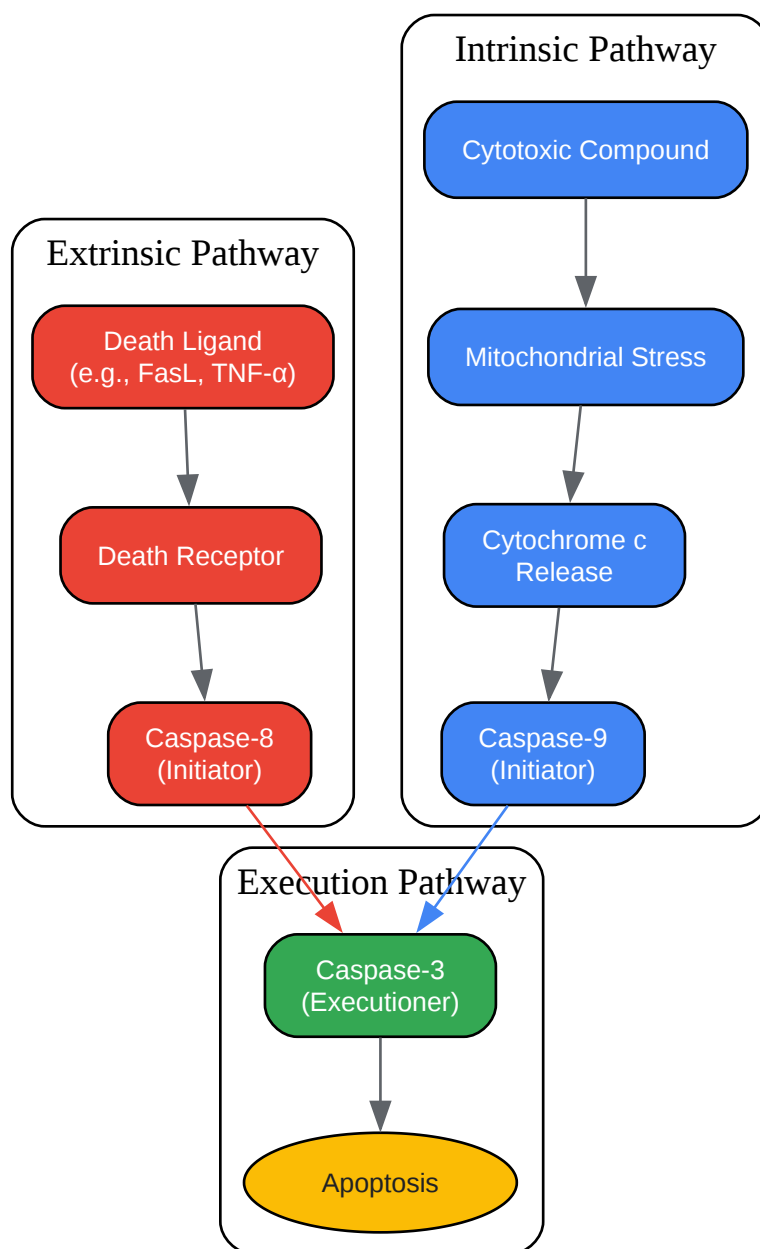 Extrinsic Pathway
Death Ligand
(e.g., FasL, TNF-α)
Death Receptor
Caspase-8
(Initiator)
Intrinsic Pathway
Cytotoxic Compound
Mitochondrial Stress
Cytochrome c
Release
Caspase-9
(Initiator)
Execution Pathway
Caspase-3
(Executioner)
Apoptosis